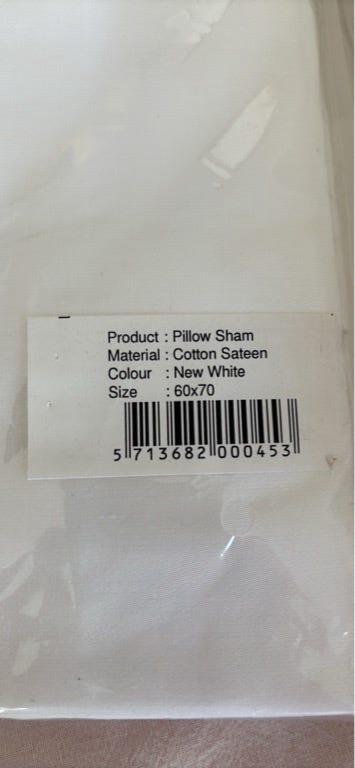 Product : Pillow Sham
Material : Cotton Sateen
Colour : New White
Size : 60x70
5 713682 000453